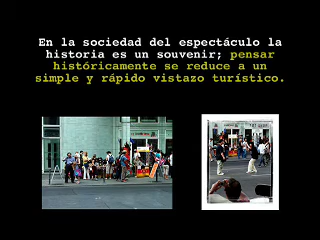 En la sociedad del espectáculo la
historia es un souvenir; pensar
históricamente se reduce a un
simple y rápido vistazo turístico.